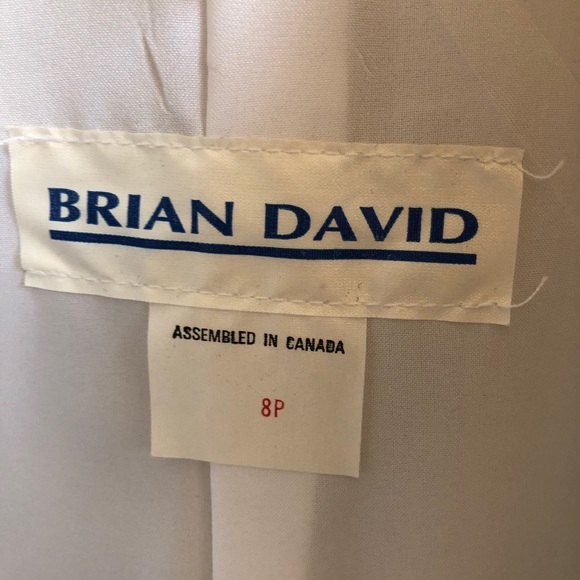 BRIAN DAVID
ASSEMBLED IN CANADA
8P